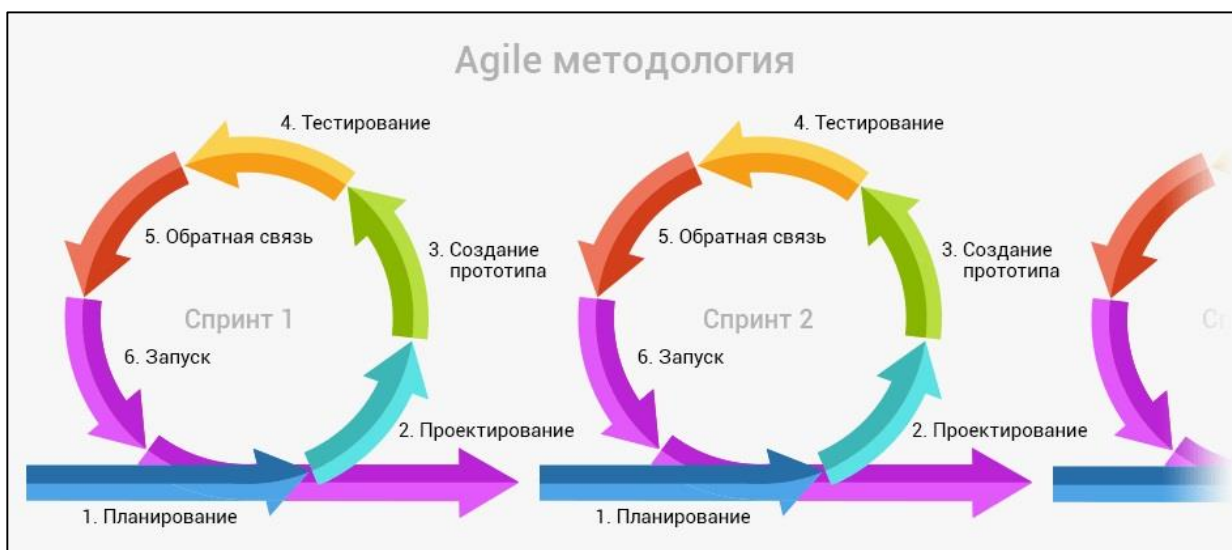 Agile методология
4. Тестирование
5. Обратная связь
3. Создание
прототипа
Спринт 1
6. Запуск
2. Проектирование
1. Планирование
4. Тестирование
5. Обратная связь
3. Создание
прототипа
Спринт 2
6. Запуск
2. Проектирование
1. Планирование